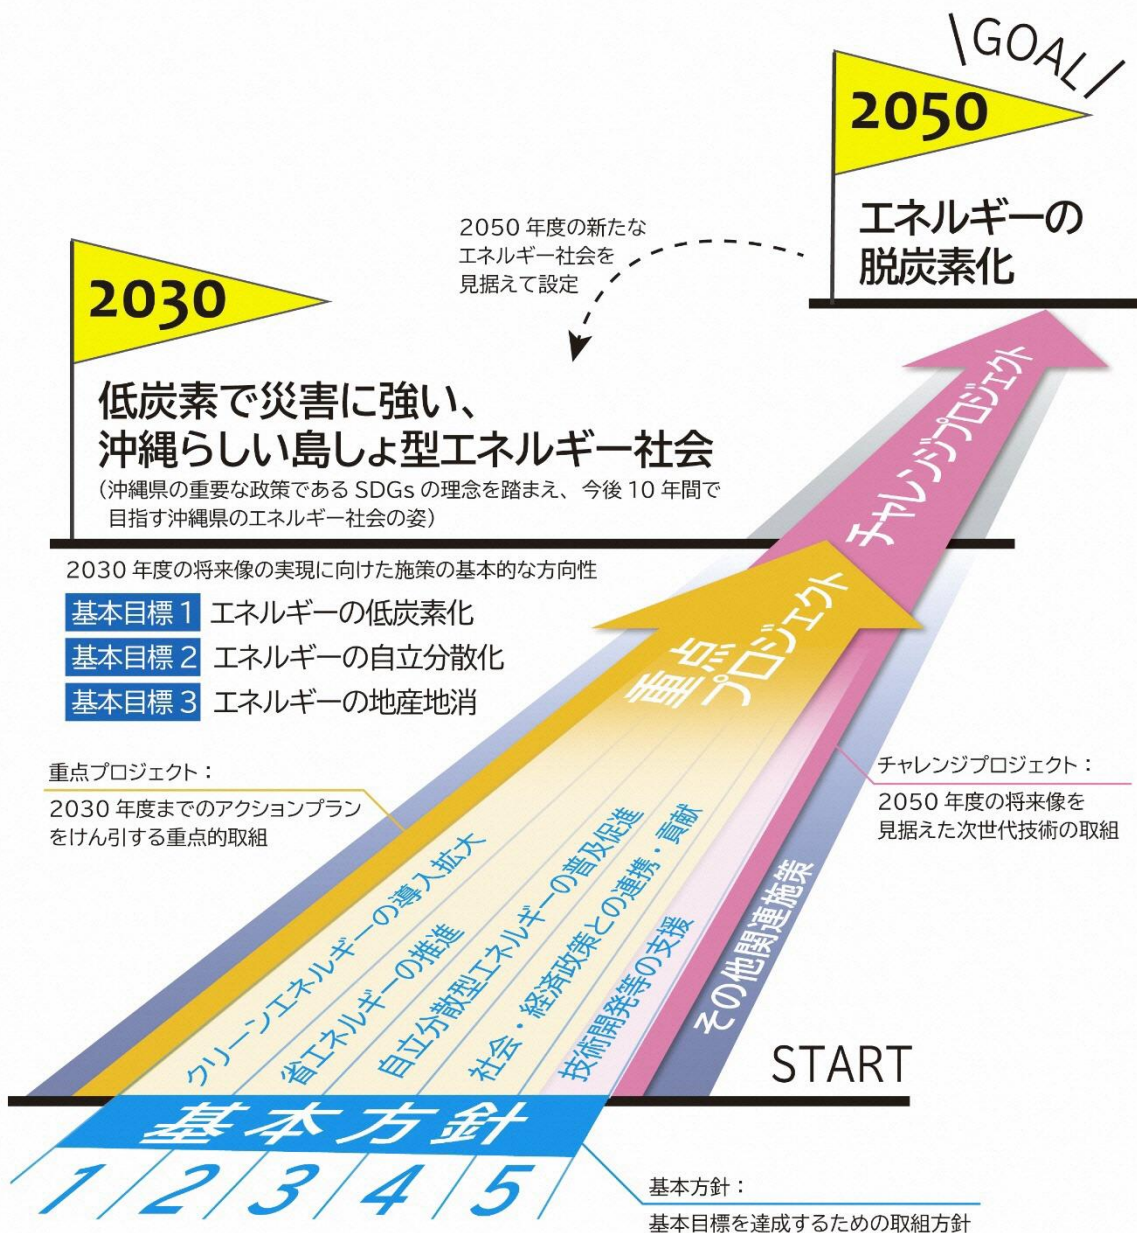 GOAL
2050
エネルギーの
脱炭素化
2050 年度の新たな
エネルギー社会を
見据えて設定
2030
低炭素で災害に強い、
沖縄らしい島しょ型エネルギー社会
（沖縄県の重要な政策である SDGs の理念を踏まえ、今後 10 年間で
目指す沖縄県のエネルギー社会の姿）
2030 年度の将来像の実現に向けた施策の基本的な方向性
基本目標 1 エネルギーの低炭素化
基本目標 2 エネルギーの自立分散化
基本目標 3 エネルギーの地産地消
チャレンジプロジェクト
重点
プロジェクト
重点プロジェクト：
2030 年度までのアクションプラン
をけん引する重点的取組
チャレンジプロジェクト：
2050 年度の将来像を
見据えた次世代技術の取組
クリーンエネルギーの導入拡大
省エネルギーの推進
自立分散型エネルギーの普及促進
社会・経済政策との連携・貢献
技術開発等の支援
その他関連施策
START
基本方針
1 2 3 4 5
基本方針：
基本目標を達成するための取組方針